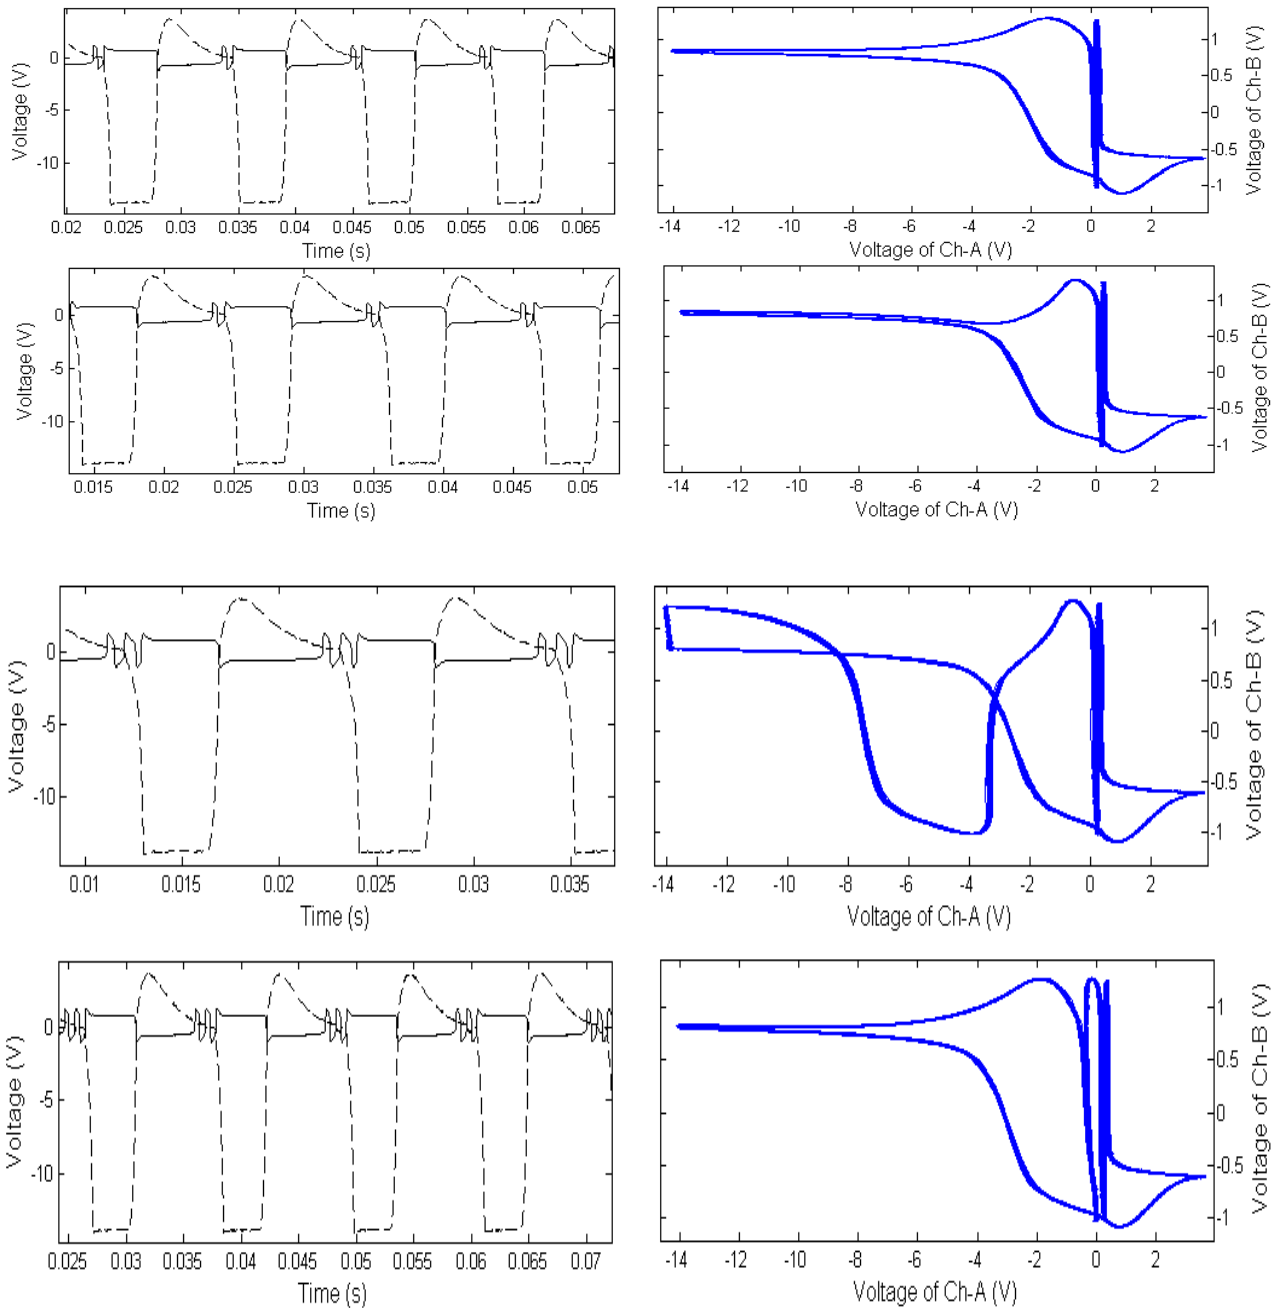 0
-5
-10
Voltage (V)
0.02 0.025 0.03 0.035 0.04 0.045 0.05 0.055 0.06 0.065
Time (s)
1
0.5
0
-0.5
-1
Voltage of Ch-B (V)
-14 -12 -10 -8 -6 -4 -2 0 2
Voltage of Ch-A (V)
0
-5
-10
Voltage (V)
0.015 0.02 0.025 0.03 0.035 0.04 0.045 0.05
Time (s)
1
0.5
0
-0.5
-1
Voltage of Ch-B (V)
-14 -12 -10 -8 -6 -4 -2 0 2
Voltage of Ch-A (V)
0
-5
-10
Voltage (V)
0.01 0.015 0.02 0.025 0.03 0.035
Time (s)
1
0.5
0
-0.5
-1
Voltage of Ch-B (V)
-14 -12 -10 -8 -6 -4 -2 0 2
Voltage of Ch-A (V)
0
-5
-10
Voltage (V)
0.025 0.03 0.035 0.04 0.045 0.05 0.055 0.06 0.065 0.07
Time (s)
1
0.5
0
-0.5
-1
Voltage of Ch-B (V)
-14 -12 -10 -8 -6 -4 -2 0 2
Voltage of Ch-A (V)